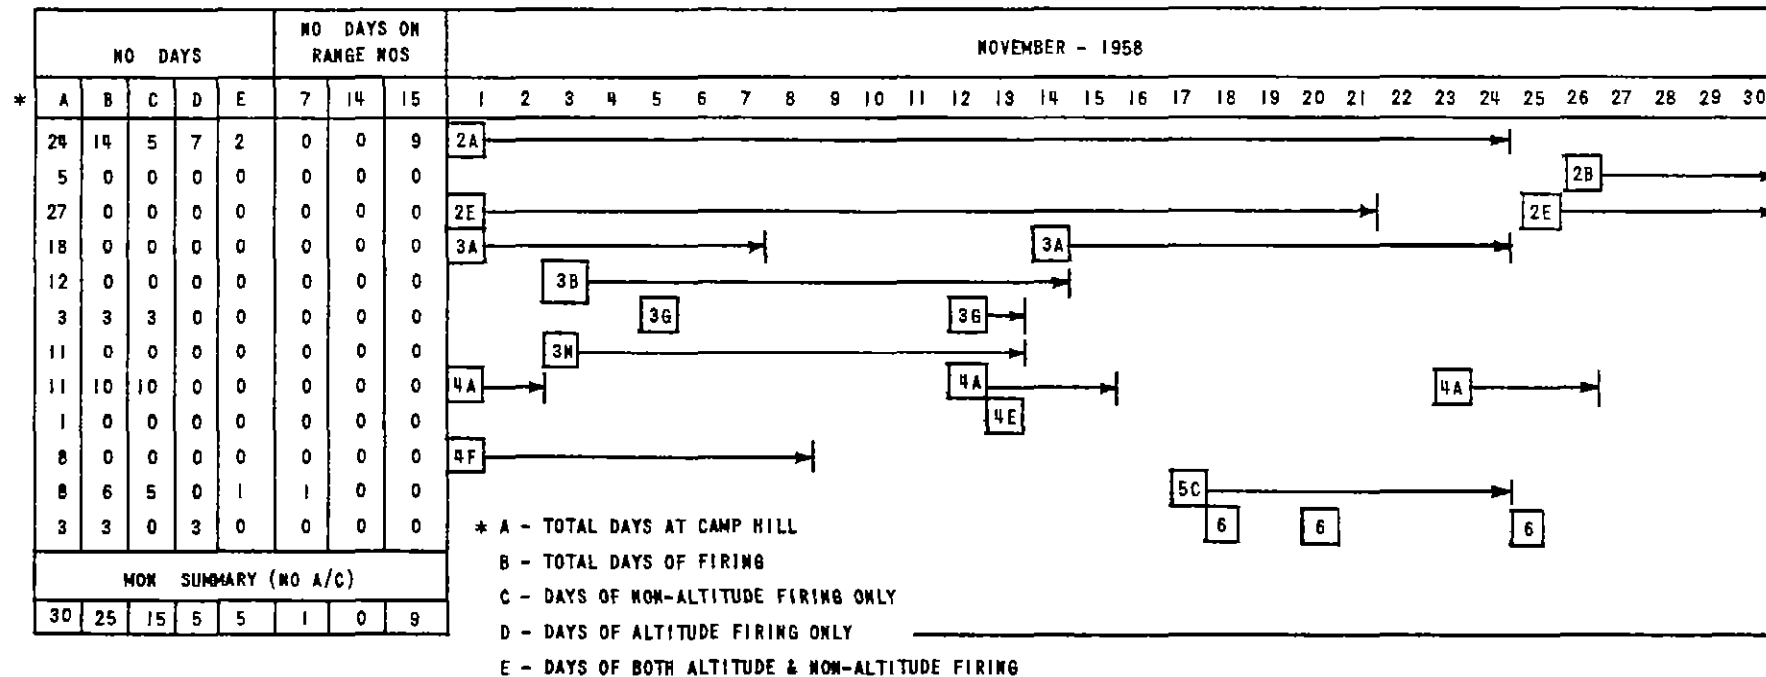 NO DAYS
NO DAYS ON RANGE NOS
NOVEMBER - 1958
* A B C D E 7 14 15 1 2 3 4 5 6 7 8 9 10 11 12 13 14 15 16 17 18 19 20 21 22 23 24 25 26 27 28 29 30
24 14 5 7 2 0 0 9 2A
5 0 0 0 0 0 0 0 2B
27 0 0 0 0 0 0 0 2E 2E
18 0 0 0 0 0 0 0 3A 3A
12 0 0 0 0 0 0 0 3B
3 3 3 0 0 0 0 0 3G 3G
11 0 0 0 0 0 0 0
11 10 10 0 0 0 0 0 4A 4A 4A
1 0 0 0 0 0 0 0 4E
8 0 0 0 0 0 0 0 4F
8 6 5 0 1 1 0 0 5C
3 3 0 3 0 0 0 0 6 6 6
MON SUMMARY (NO A/C)
30 25 15 5 5 1 0 9
* A - TOTAL DAYS AT CAMP HILL
B - TOTAL DAYS OF FIRING
C - DAYS OF NON-ALTITUDE FIRING ONLY
D - DAYS OF ALTITUDE FIRING ONLY
E - DAYS OF BOTH ALTITUDE & NON-ALTITUDE FIRING